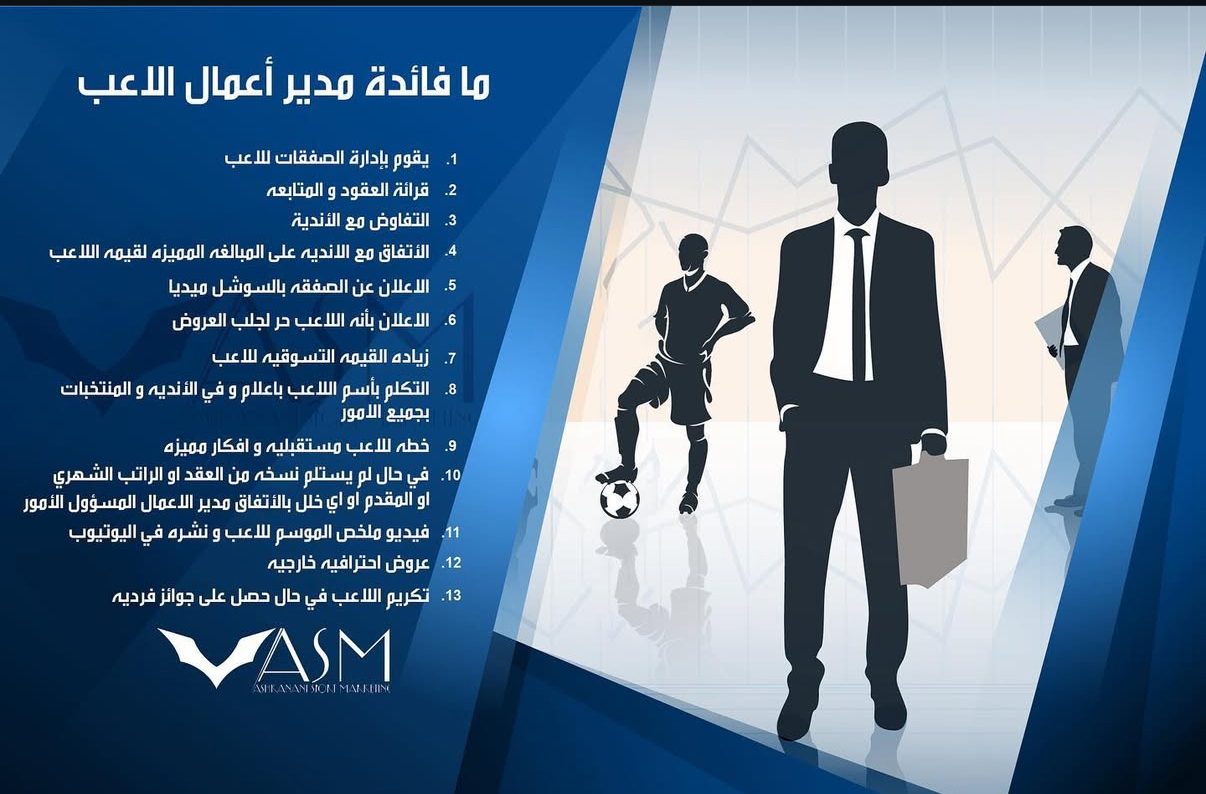 ما فائدة مدير أعمال الاعب
1. يقوم بإدارة الصفقات للاعب
2. قرائة العقود و المتابعه
3. التفاوض مع الأندية
4. الأتفاق مع الانديه على المبالغه المميزه لقيمه اللاعب
5. الاعلان عن الصفقه بالسوشل ميديا
6. الاعلان بأنه اللاعب حر لجلب العروض
7. زياده القيمه التسوقيه للاعب
8. التكلم بأسم اللاعب باعلام و في الأنديه و المنتخبات
بجميع الامور
9. خطه للاعب مستقبليه و افكار مميزه
10. في حال لم يستلم نسخه من العقد او الراتب الشهري
او المقدم او اي خلل بالأتفاق مدير الاعمال المسؤول الأمور
11. فيديو ملخص الموسم للاعب و نشره في اليوتيوب
12. عروض احترافيه خارجيه
13. تكريم اللاعب في حال حصل على جوائز فرديه
ASM
ASHKANANI SPORT MARKETING